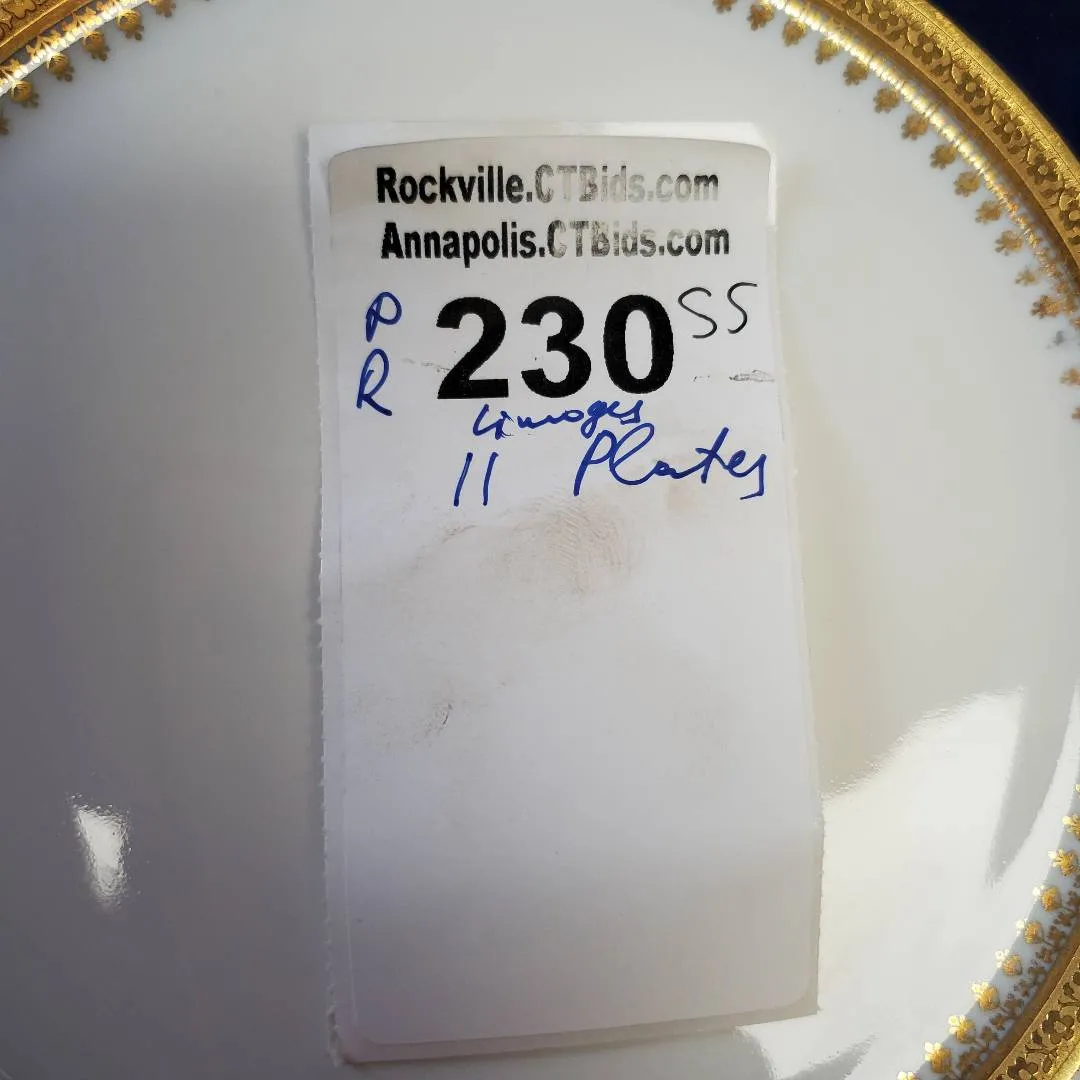 Rockville.CTBids.com
Annapolis.CTBids.com
D 230 SS
R
Limoges
11 Plates